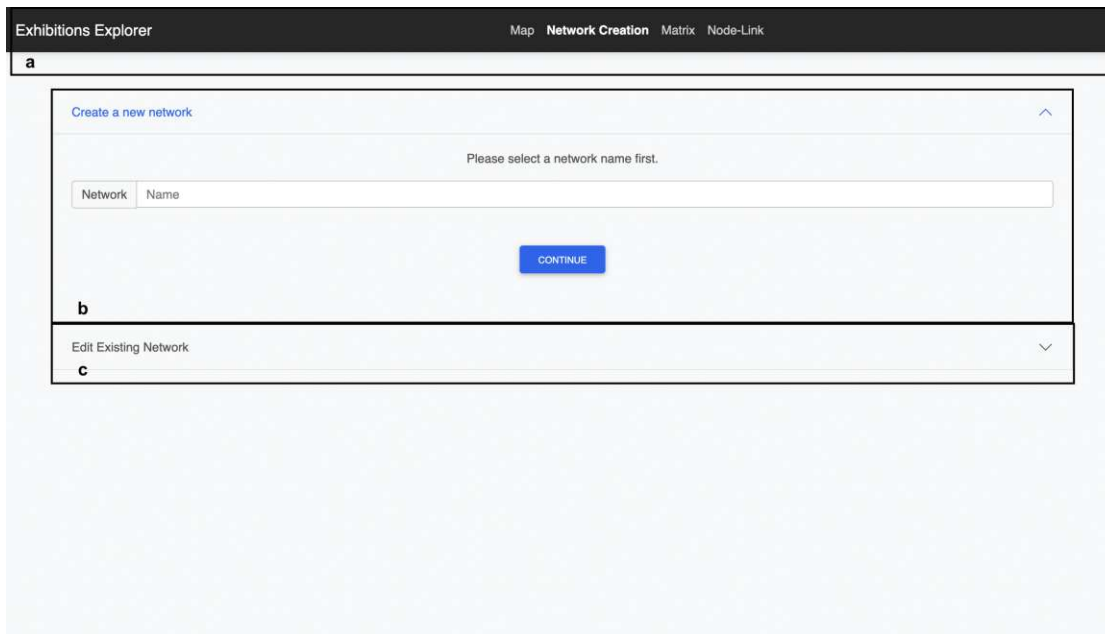 Exhibitions Explorer Map Network Creation Matrix Node-Link
a
Create a new network
Please select a network name first.
Network Name
CONTINUE
b
Edit Existing Network
c